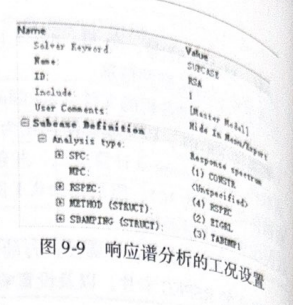 Name Value
Solver Keyword SUBCASE
Name: RSA
ID: 1
Include [Master Model]
User Comments: Hide In Menu/Export
Subcase Definition
Analysis type: Response spectrum
SPC: (1) CONSTR
MPC: <Unspecified>
RSPEC: (4) RSPEC
METHOD (STRUCT): (2) EIGRL
SDAMPING (STRUCT): (3) TABDMP1
图 9-9 响应谱分析的工况设置